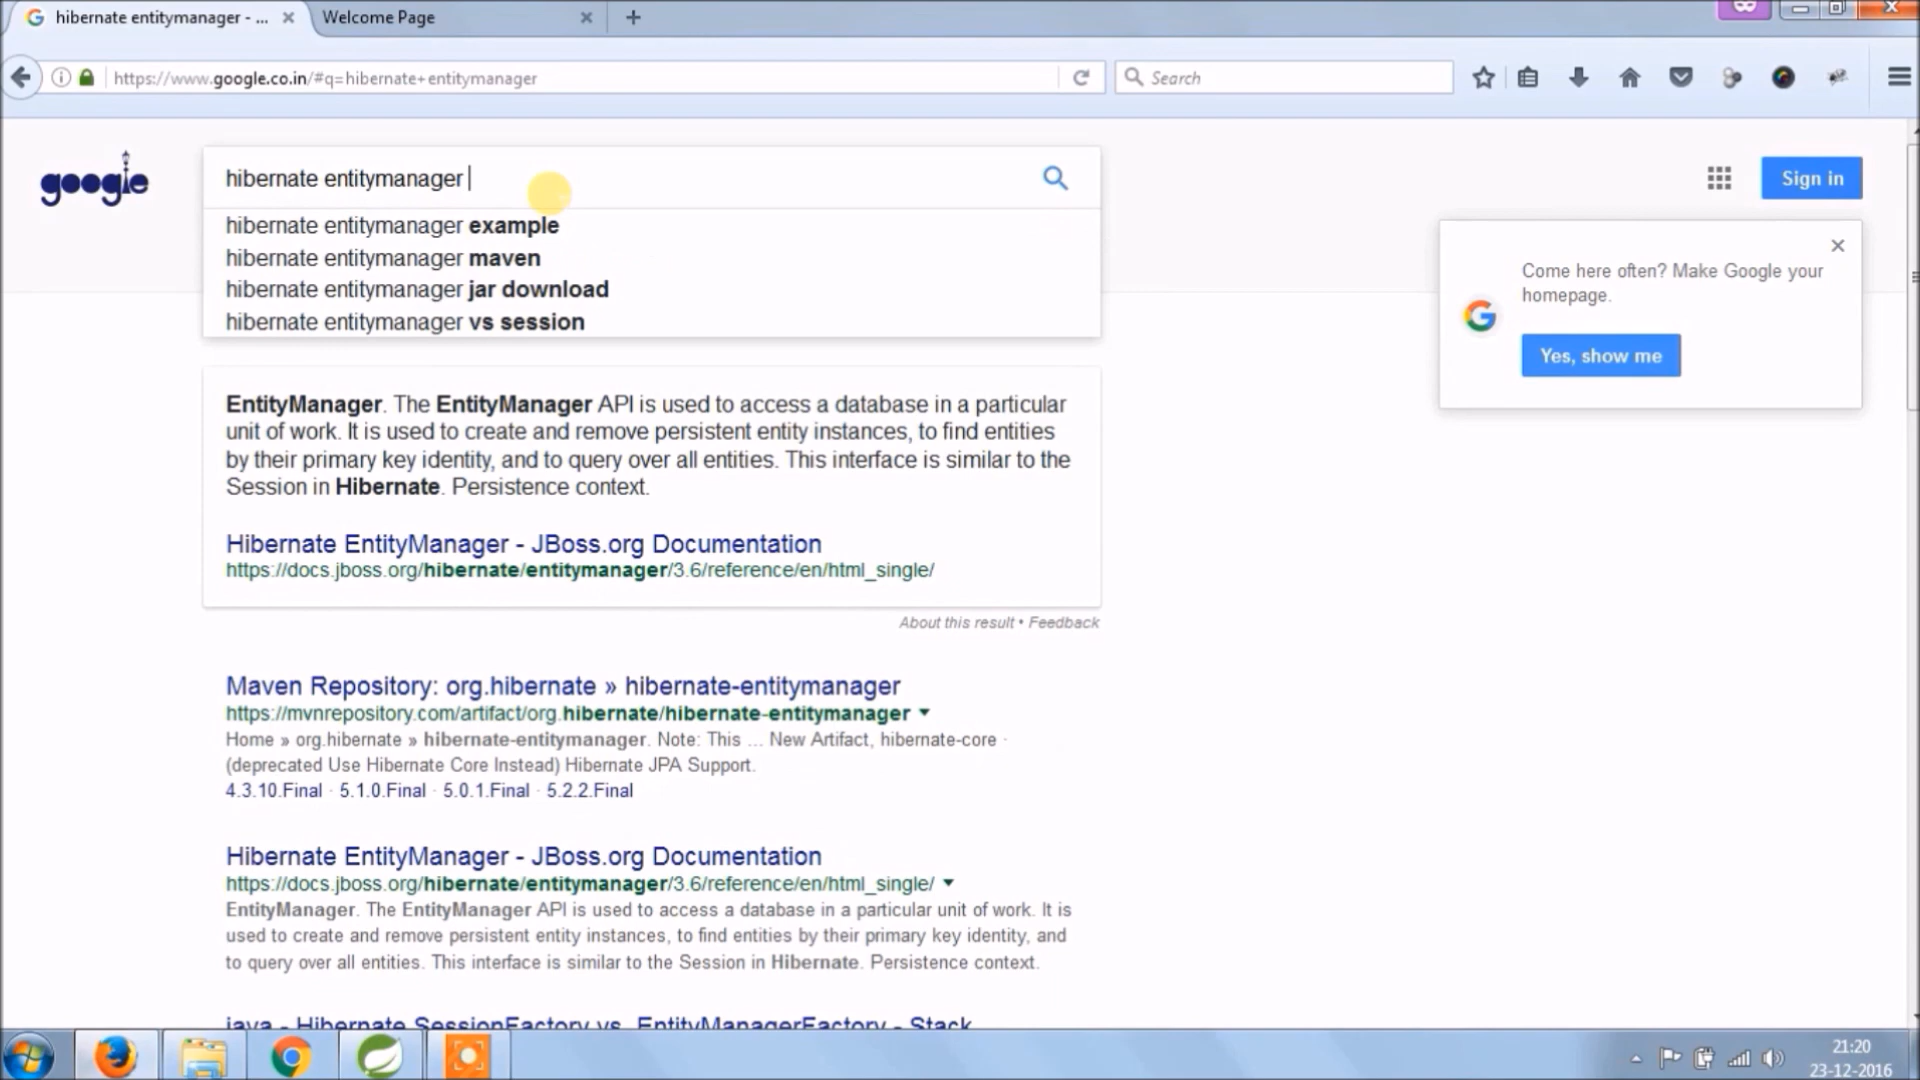 hibernate entitymanager - ...
Welcome Page
https://www.google.co.in/#q=hibernate+entitymanager
Search
google
hibernate entitymanager
Sign in
hibernate entitymanager example
hibernate entitymanager maven
hibernate entitymanager jar download
hibernate entitymanager vs session
Come here often? Make Google your
homepage.
Yes, show me
EntityManager. The EntityManager API is used to access a database in a particular
unit of work. It is used to create and remove persistent entity instances, to find entities
by their primary key identity, and to query over all entities. This interface is similar to the
Session in Hibernate. Persistence context.
Hibernate EntityManager - JBoss.org Documentation
https://docs.jboss.org/hibernate/entitymanager/3.6/reference/en/html_single/
About this result • Feedback
Maven Repository: org.hibernate » hibernate-entitymanager
https://mvnrepository.com/artifact/org.hibernate/hibernate-entitymanager
Home » org.hibernate » hibernate-entitymanager. Note: This ... New Artifact, hibernate-core ·
(deprecated Use Hibernate Core Instead) Hibernate JPA Support.
4.3.10.Final · 5.1.0.Final · 5.0.1.Final · 5.2.2.Final
Hibernate EntityManager - JBoss.org Documentation
https://docs.jboss.org/hibernate/entitymanager/3.6/reference/en/html_single/
EntityManager. The EntityManager API is used to access a database in a particular unit of work. It is
used to create and remove persistent entity instances, to find entities by their primary key identity, and
to query over all entities. This interface is similar to the Session in Hibernate. Persistence context.
java - Hibernate SessionFactory vs. EntityManagerFactory - Stack
21:20
23-12-2016